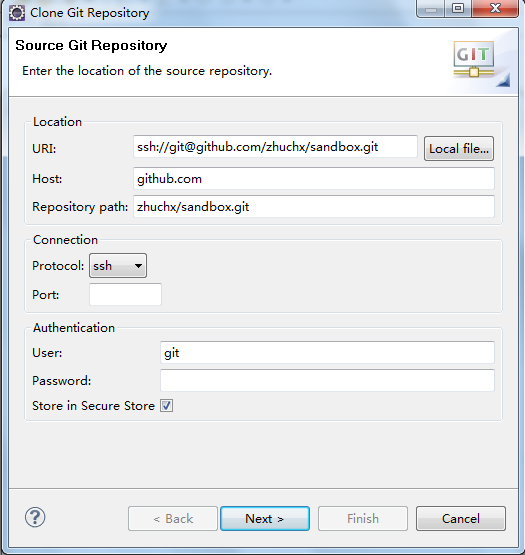 Clone Git Repository
Source Git Repository
Enter the location of the source repository.
GIT
Location
URI: ssh://git@github.com/zhuchx/sandbox.git Local file...
Host: github.com
Repository path: zhuchx/sandbox.git
Connection
Protocol: ssh
Port:
Authentication
User: git
Password:
Store in Secure Store
? < Back Next > Finish Cancel